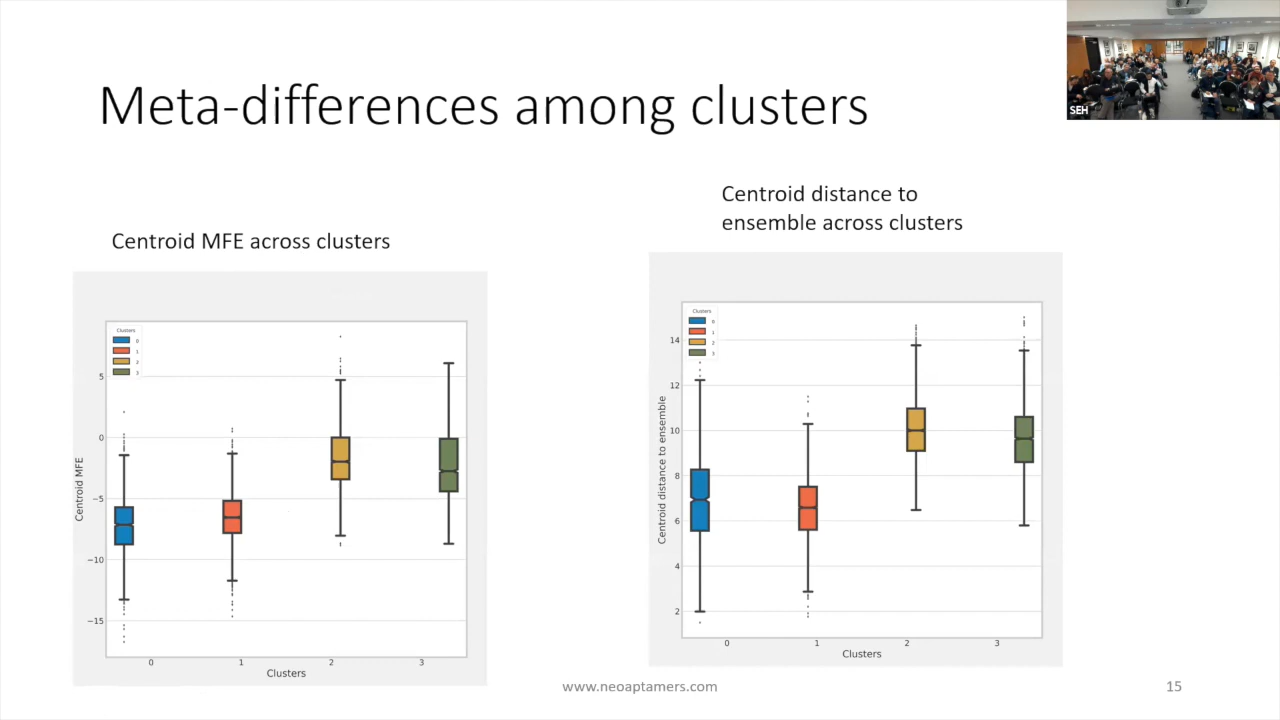 SEH
Meta-differences among clusters
Centroid MFE across clusters
Centroid distance to
ensemble across clusters
Clusters
0
1
2
3
5
0
−5
−10
−15
Centroid MFE
0 1 2 3
Clusters
Clusters
0
1
2
3
14
12
10
8
6
4
2
Centroid distance to ensemble
0 1 2 3
Clusters
www.neoaptamers.com
15